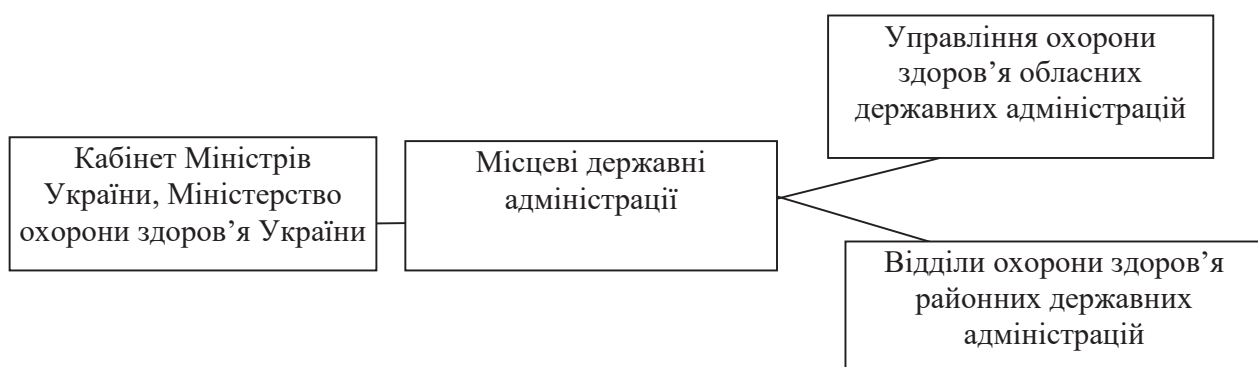 Кабінет Міністрів
України, Міністерство
охорони здоров’я України
Місцеві державні
адміністрації
Управління охорони
здоров’я обласних
державних адміністрацій
Відділи охорони здоров’я
районних державних
адміністрацій